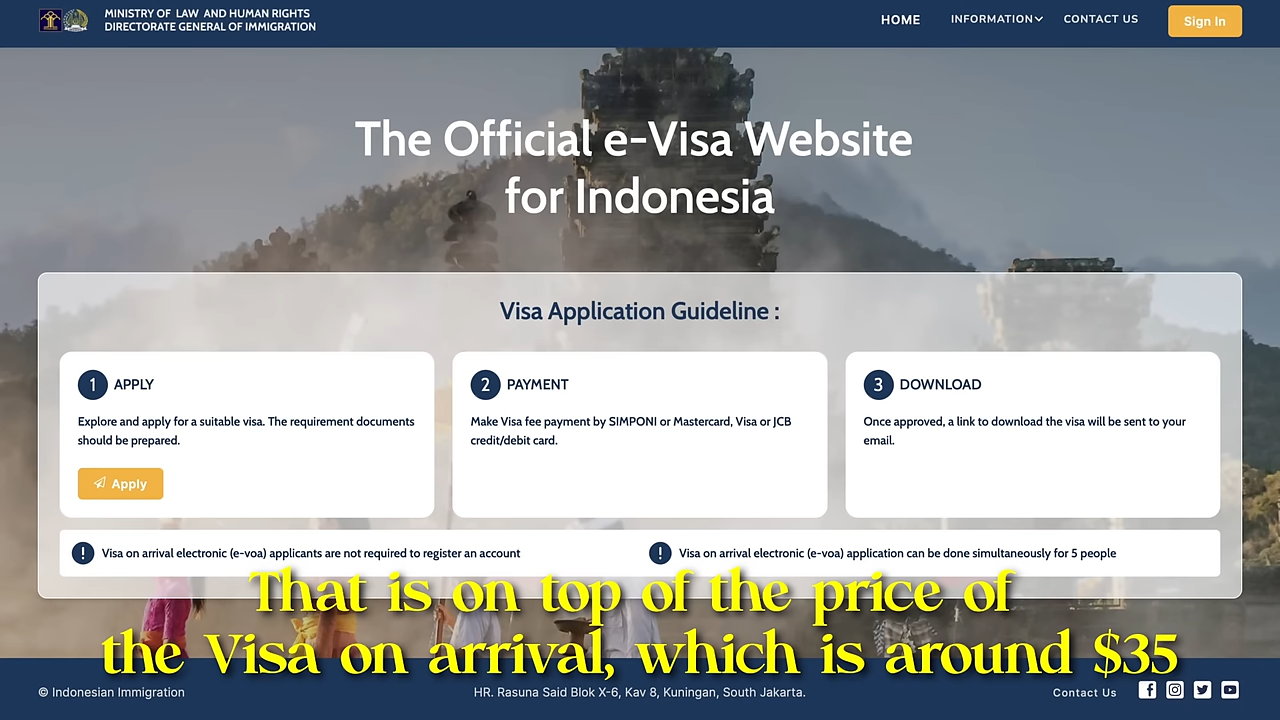 MINISTRY OF LAW AND HUMAN RIGHTS
DIRECTORATE GENERAL OF IMMIGRATION
HOME
INFORMATION
CONTACT US
Sign In
The Official e-Visa Website
for Indonesia
Visa Application Guideline :
1 APPLY
Explore and apply for a suitable visa. The requirement documents
should be prepared.
Apply
2 PAYMENT
Make Visa fee payment by SIMPONI or Mastercard, Visa or JCB
credit/debit card.
3 DOWNLOAD
Once approved, a link to download the visa will be sent to your
email.
! Visa on arrival electronic (e-voa) applicants are not required to register an account
! Visa on arrival electronic (e-voa) application can be done simultaneously for 5 people
That is on top of the price of
the Visa on arrival, which is around $35
© Indonesian Immigration
HR. Rasuna Said Blok X-6, Kav 8, Kuningan, South Jakarta.
Contact Us